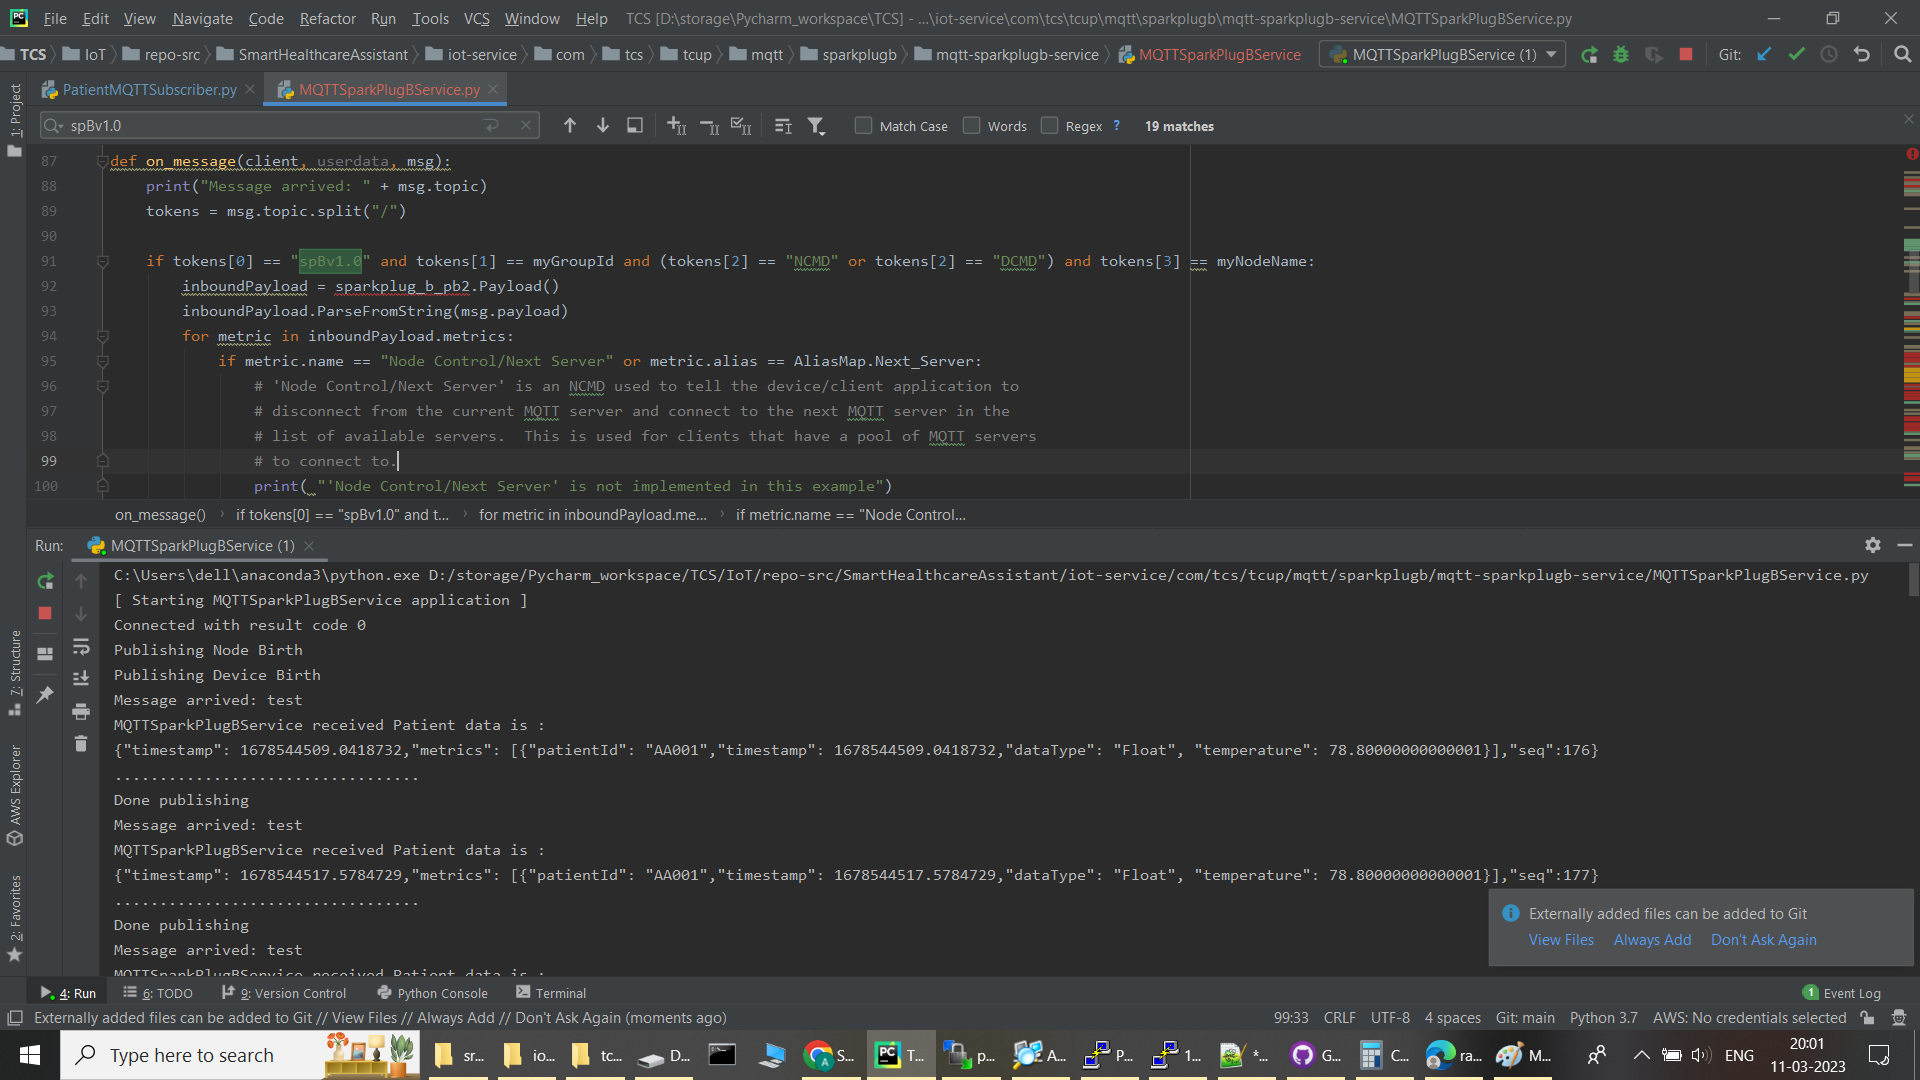 File Edit View Navigate Code Refactor Run Tools VCS Window Help TCS [D:\storage\Pycharm_workspace\TCS] - ...\iot-service\com\tcs\tcup\mqtt\sparkplugb\mqtt-sparkplugb-service\MQTTSparkPlugBService.py
TCS IoT repo-src SmartHealthcareAssistant iot-service com tcs tcup mqtt sparkplugb mqtt-sparkplugb-service MQTTSparkPlugBService MQTTSparkPlugBService (1) Git:
PatientMQTTSubscriber.py MQTTSparkPlugBService.py
spBv1.0 Match Case Words Regex ? 19 matches
1: Project
7: Structure
AWS Explorer
2: Favorites
87 def on_message(client, userdata, msg):
88 print("Message arrived: " + msg.topic)
89 tokens = msg.topic.split("/")
90
91 if tokens[0] == "spBv1.0" and tokens[1] == myGroupId and (tokens[2] == "NCMD" or tokens[2] == "DCMD") and tokens[3] == myNodeName:
92 inboundPayload = sparkplug_b_pb2.Payload()
93 inboundPayload.ParseFromString(msg.payload)
94 for metric in inboundPayload.metrics:
95 if metric.name == "Node Control/Next Server" or metric.alias == AliasMap.Next_Server:
96 # 'Node Control/Next Server' is an NCMD used to tell the device/client application to
97 # disconnect from the current MQTT server and connect to the next MQTT server in the
98 # list of available servers.  This is used for clients that have a pool of MQTT servers
99 # to connect to.
100 print( "'Node Control/Next Server' is not implemented in this example")
on_message() if tokens[0] == "spBv1.0" and t... for metric in inboundPayload.me... if metric.name == "Node Control...
Run: MQTTSparkPlugBService (1)
C:\Users\dell\anaconda3\python.exe D:/storage/Pycharm_workspace/TCS/IoT/repo-src/SmartHealthcareAssistant/iot-service/com/tcs/tcup/mqtt/sparkplugb/mqtt-sparkplugb-service/MQTTSparkPlugBService.py
[ Starting MQTTSparkPlugBService application ]
Connected with result code 0
Publishing Node Birth
Publishing Device Birth
Message arrived: test
MQTTSparkPlugBService received Patient data is :
{"timestamp": 1678544509.0418732,"metrics": [{"patientId": "AA001","timestamp": 1678544509.0418732,"dataType": "Float", "temperature": 78.80000000000001}],"seq":176}
..................................
Done publishing
Message arrived: test
MQTTSparkPlugBService received Patient data is :
{"timestamp": 1678544517.5784729,"metrics": [{"patientId": "AA001","timestamp": 1678544517.5784729,"dataType": "Float", "temperature": 78.80000000000001}],"seq":177}
..................................
Done publishing
Message arrived: test
MQTTSparkPlugBService received Patient data is :
Externally added files can be added to Git
View Files Always Add Don't Ask Again
4: Run 6: TODO 9: Version Control Python Console Terminal 1 Event Log
Externally added files can be added to Git // View Files // Always Add // Don't Ask Again (moments ago) 99:33 CRLF UTF-8 4 spaces Git: main Python 3.7 AWS: No credentials selected
Type here to search sr... io... tc... D... S... T... p... A... P... 1... *... G... C... ra... M... ENG
20:01
11-03-2023